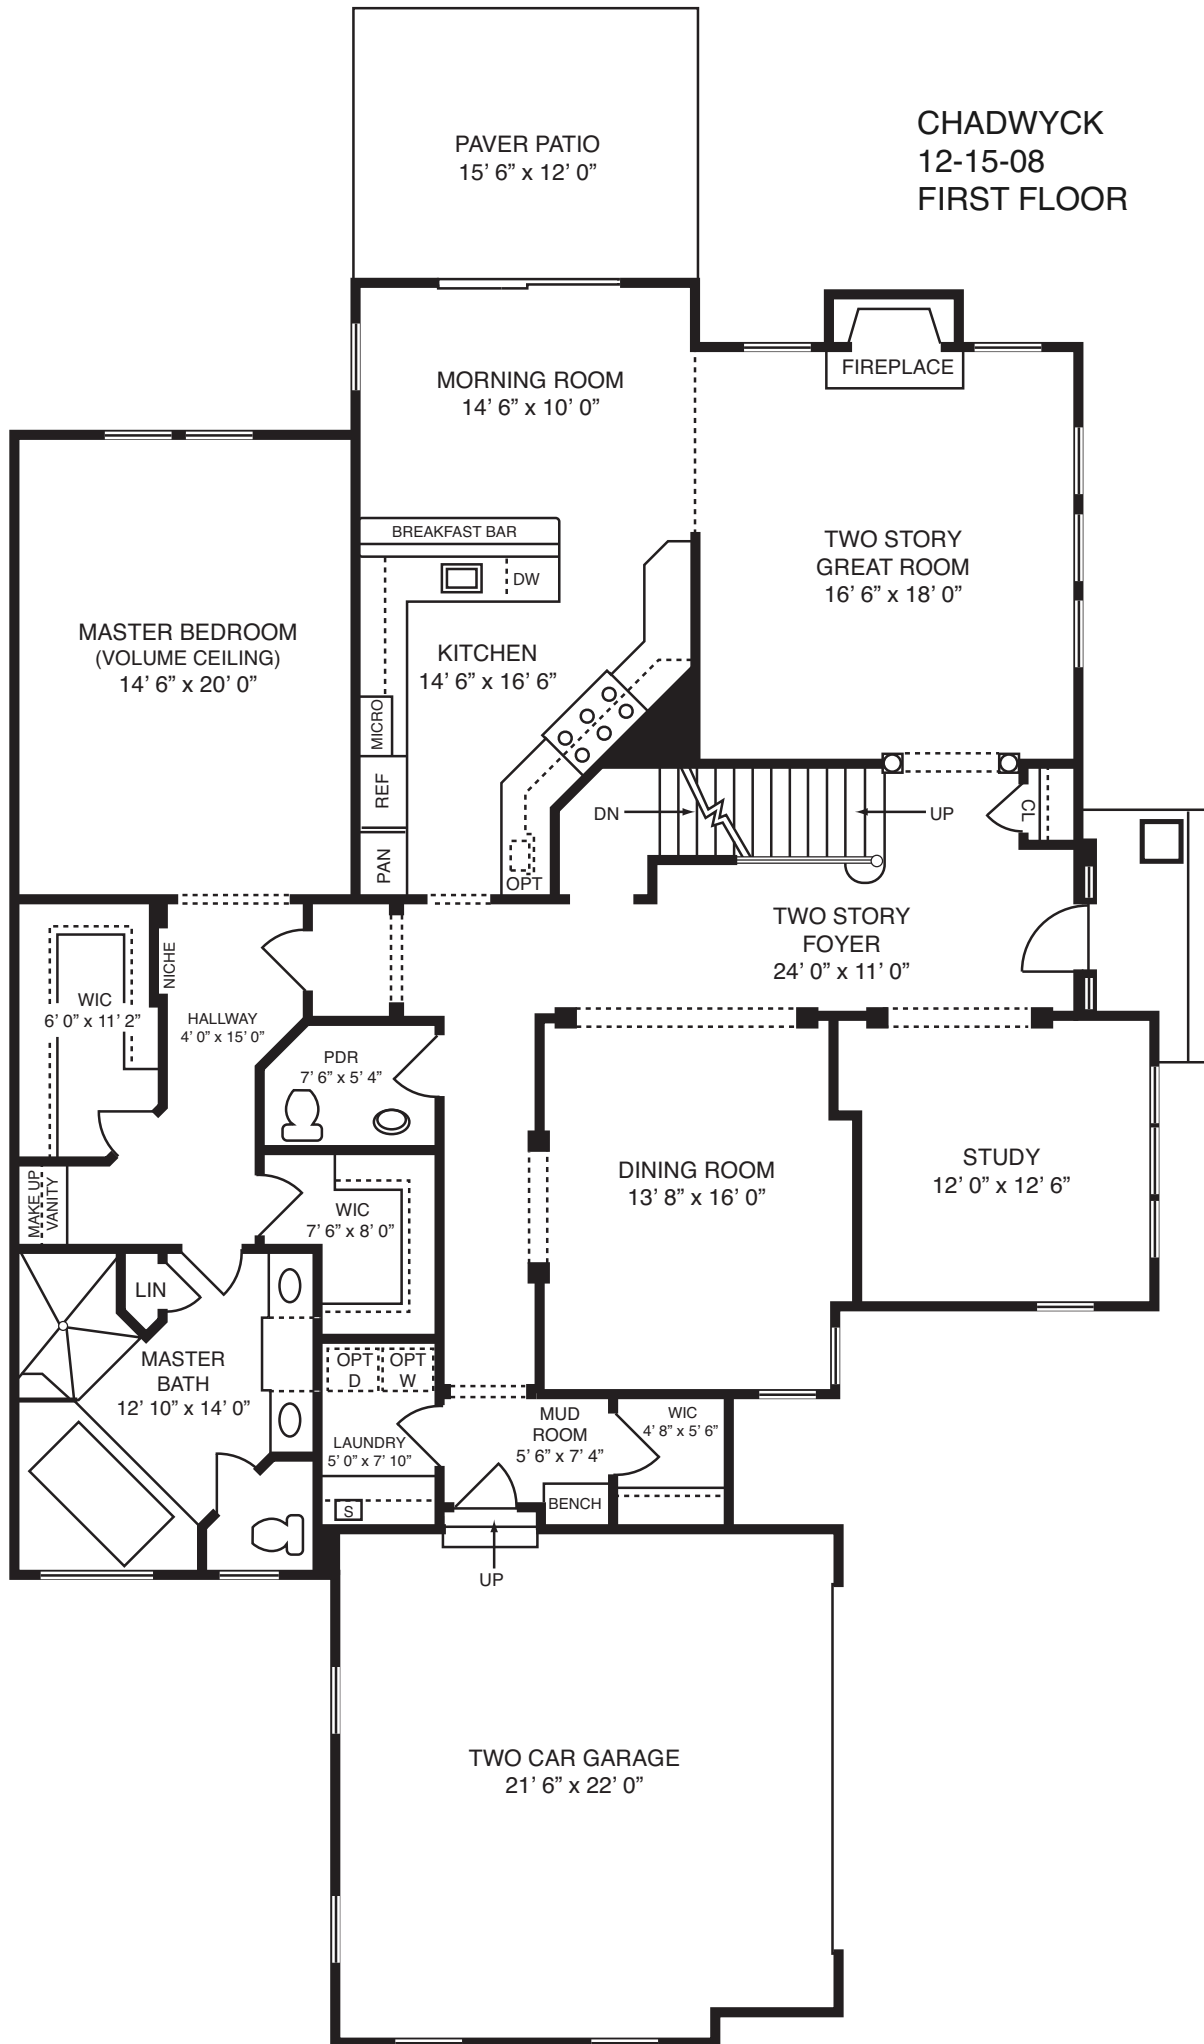 CHADWYCK
12-15-08
FIRST FLOOR
PAVER PATIO
15’ 6” x 12’ 0”
MORNING ROOM
14’ 6” x 10’ 0”
FIREPLACE
BREAKFAST BAR
DW
TWO STORY
GREAT ROOM
16’ 6” x 18’ 0”
MASTER BEDROOM
(VOLUME CEILING)
14’ 6” x 20’ 0”
KITCHEN
14’ 6” x 16’ 6”
MICRO
REF
PAN
OPT
DN
UP
CL
TWO STORY
FOYER
24’ 0” x 11’ 0”
NICHE
WIC
6’ 0” x 11’ 2”
HALLWAY
4’ 0” x 15’ 0”
PDR
7’ 6” x 5’ 4”
MAKE UP
VANITY
WIC
7’ 6” x 8’ 0”
DINING ROOM
13’ 8” x 16’ 0”
STUDY
12’ 0” x 12’ 6”
LIN
MASTER
BATH
12’ 10” x 14’ 0”
OPT
D
OPT
W
LAUNDRY
5’ 0” x 7’ 10”
S
MUD
ROOM
5’ 6” x 7’ 4”
WIC
4’ 8” x 5’ 6”
BENCH
UP
TWO CAR GARAGE
21’ 6” x 22’ 0”